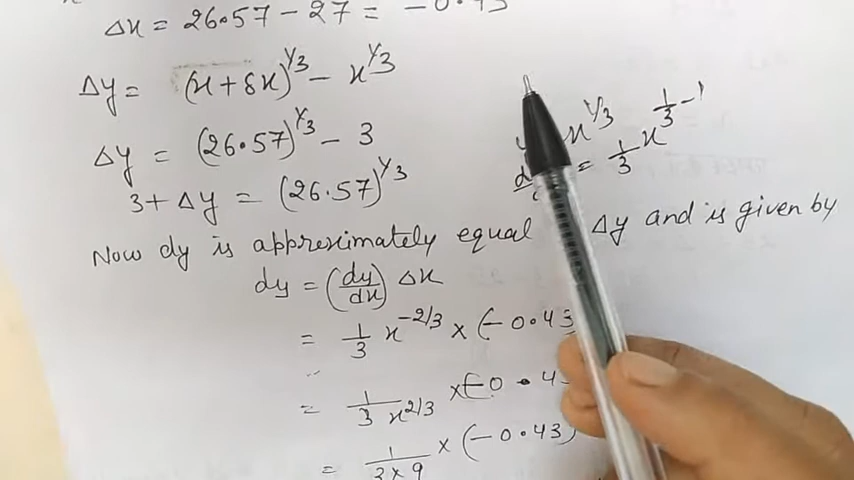 Δx = 26.57 - 27 = -0.43
Δy = (x + δx)^1/3 - x^1/3
Δy = (26.57)^1/3 - 3
x^1/3
= 1/3 x^1/3 - 1
3 + Δy = (26.57)^1/3
Now dy is apprximately equal Δy and is given by
dy = (dy/dx) Δx
= 1/3 x^-2/3 × (-0.43
= 1/3 x^2/3 × (-0.4
= 1/3×9 × (-0.43)